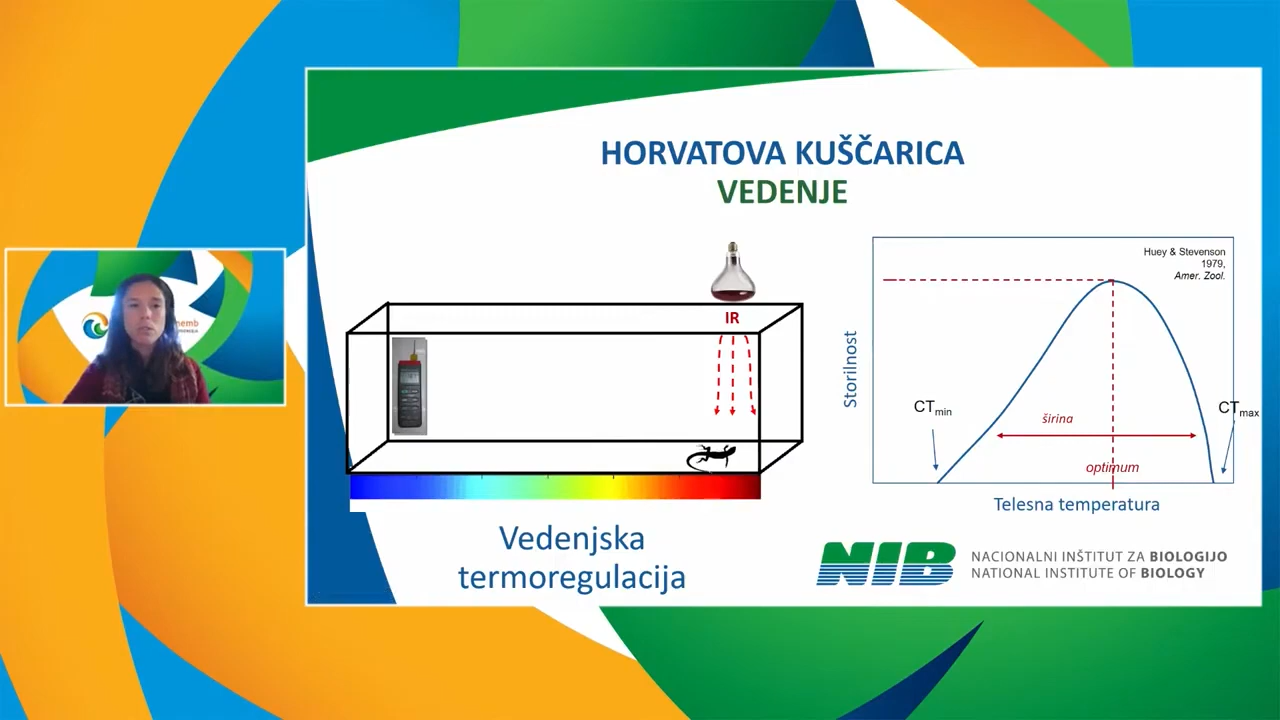 HORVATOVA KUŠČARICA
VEDENJE
IR
Vedenjska
termoregulacija
Huey & Stevenson
1979,
Amer. Zool.
Storilnost
CTmin
CTmax
širina
optimum
Telesna temperatura
NIB
NACIONALNI INŠTITUT ZA BIOLOGIJO
NATIONAL INSTITUTE OF BIOLOGY